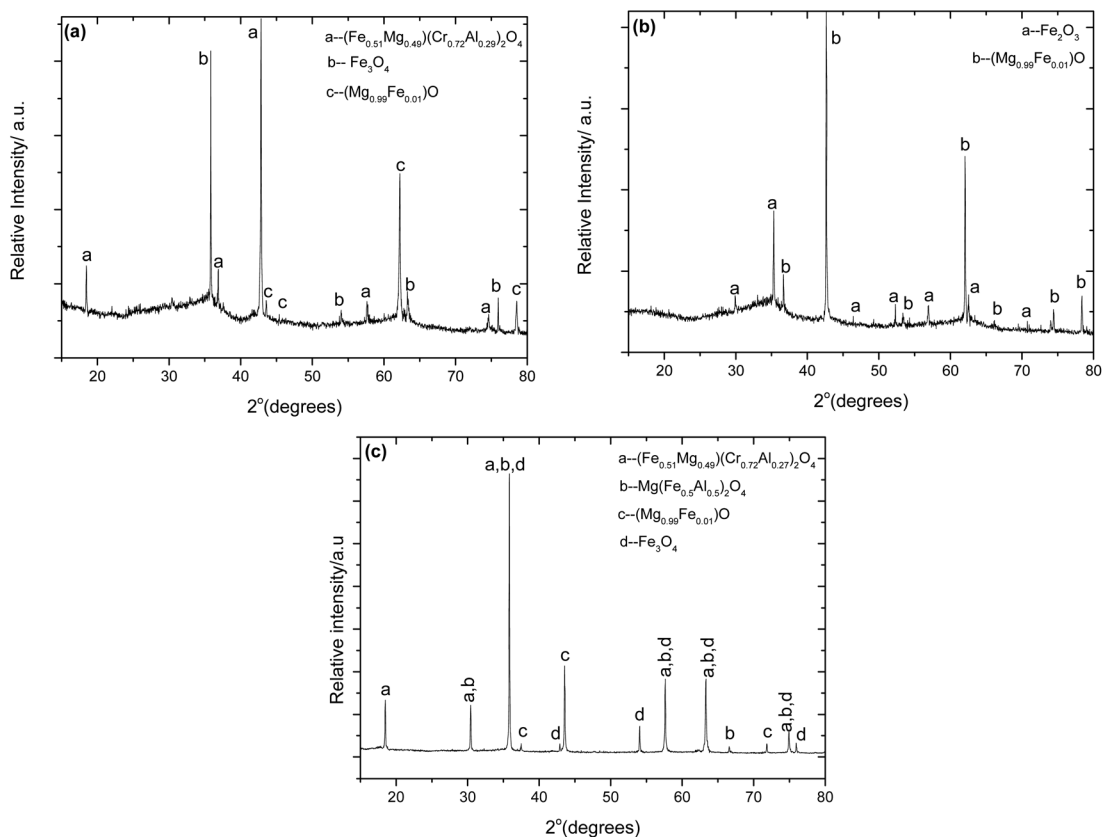 (a)
a--(Fe0.51Mg0.49)(Cr0.72Al0.29)2O4
b-- Fe3O4
c--(Mg0.99Fe0.01)O
Relative Intensity/ a.u.
a
b
a
a
c
c
b
a
c
b
a
b
c
20 30 40 50 60 70 80
2°(degrees)
(b)
a--Fe2O3
b--(Mg0.99Fe0.01)O
Relative Intensity/ a.u.
a
a
b
b
a
a
b
a
b
a
b
a
b
b
20 30 40 50 60 70 80
2°(degrees)
(c)
a--(Fe0.51Mg0.49)(Cr0.72Al0.27)2O4
b--Mg(Fe0.5Al0.5)2O4
c--(Mg0.99Fe0.01)O
d--Fe3O4
Relative intensity/a.u
a
a,b
a,b,d
c
d
c
d
a,b,d
a,b,d
b
c
a,b,d
d
20 30 40 50 60 70 80
2°(degrees)